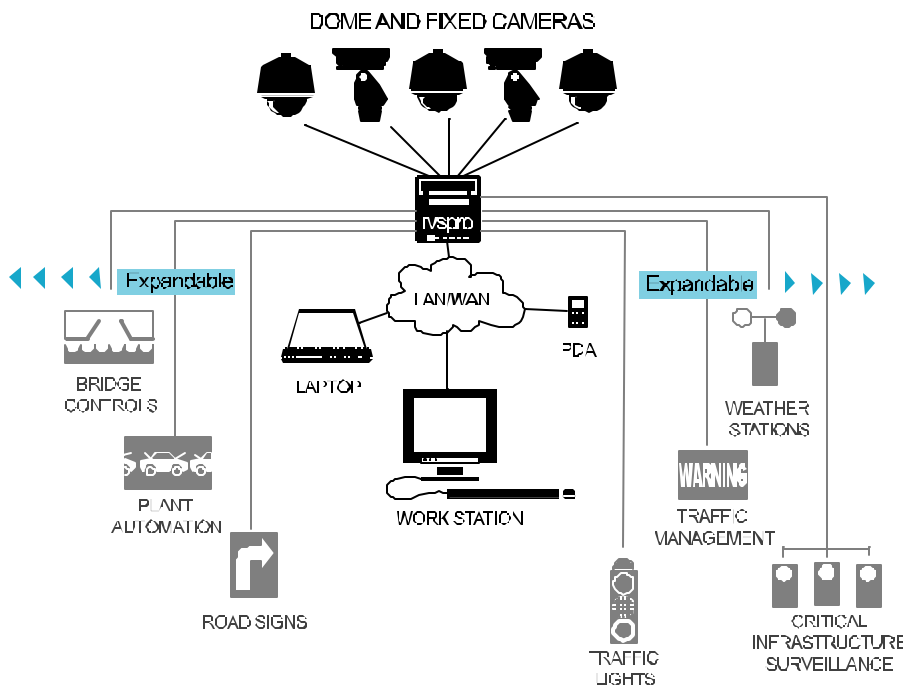 DOME AND FIXED CAMERAS
rvspro
Expandable
Expandable
LAN/WAN
PDA
LAPTOP
BRIDGE
CONTROLS
WEATHER
STATIONS
WARNING
PLANT
AUTOMATION
WORK STATION
TRAFFIC
MANAGEMENT
ROAD SIGNS
TRAFFIC
LIGHTS
CRITICAL
INFRASTRUCTURE
SURVEILLANCE